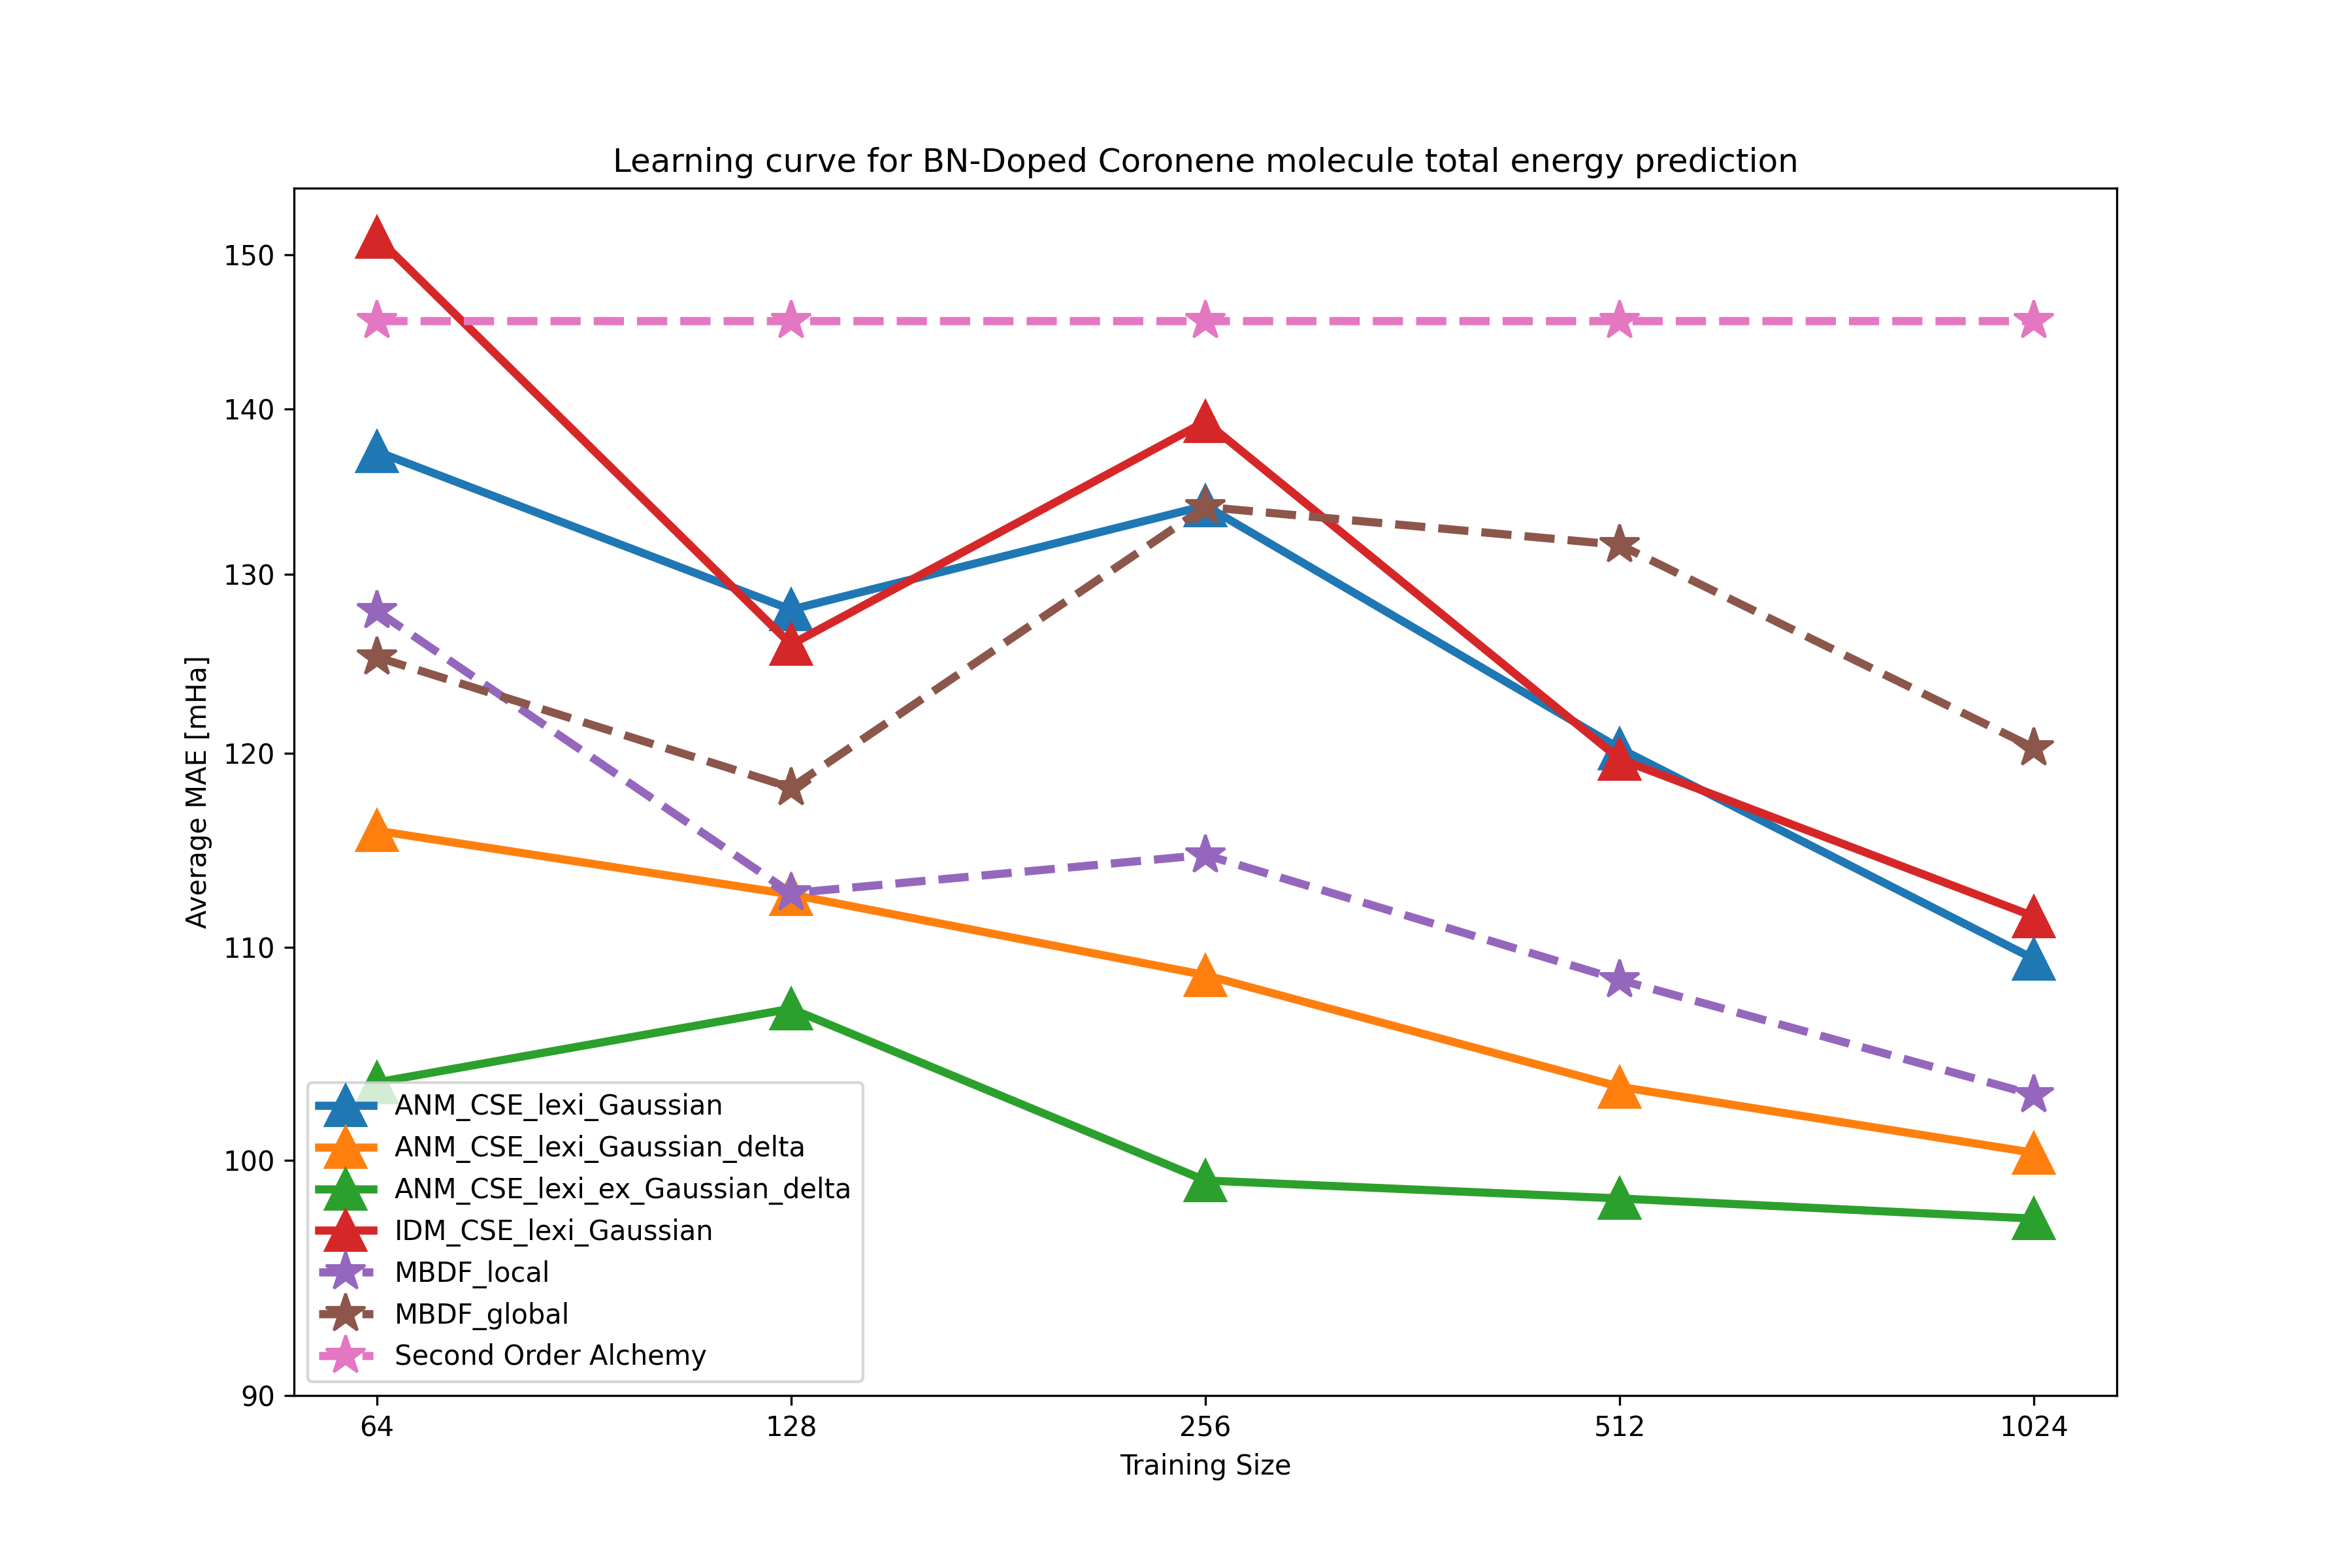 Learning curve for BN-Doped Coronene molecule total energy prediction
150
140
130
120
110
100
90
Average MAE [mHa]
ANM_CSE_lexi_Gaussian
ANM_CSE_lexi_Gaussian_delta
ANM_CSE_lexi_ex_Gaussian_delta
IDM_CSE_lexi_Gaussian
MBDF_local
MBDF_global
Second Order Alchemy
64 128 256 512 1024
Training Size